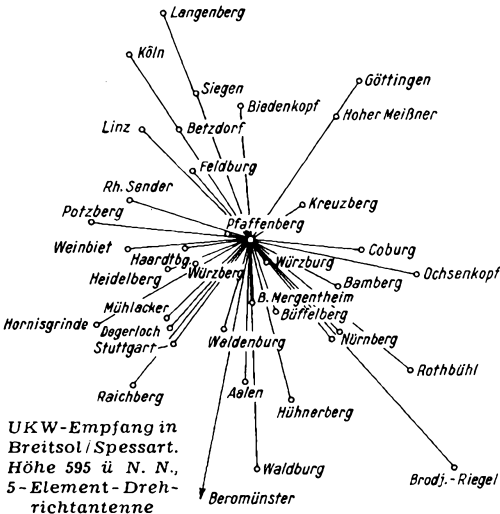 Langenberg
Köln
Siegen
Göttingen
Biedenkopf
Hoher Meißner
Linz
Betzdorf
Feldburg
Rh. Sender
Kreuzberg
Potzberg
Pfaffenberg
Weinbiet
Coburg
Haardtbg.
Würzburg
Ochsenkopf
Heidelberg
Würzberg
Bamberg
Mühlacker
B. Mergentheim
Büffelberg
Hornisgrinde
Degerloch
Stuttgart
Waldenburg
Nürnberg
Rothbühl
Raichberg
Aalen
Hühnerberg
UKW-Empfang in
Breitsol/Spessart.
Höhe 595 ü N. N.,
5-Element-Dreh-
richtantenne
Waldburg
Brodj.-Riegel
Beromünster